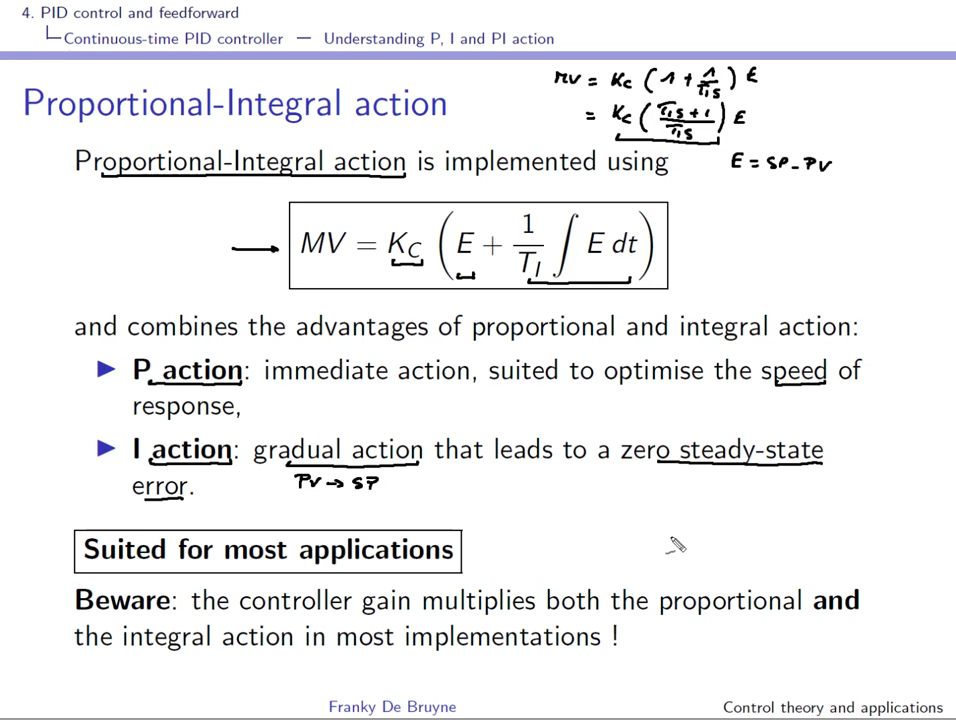 4. PID control and feedforward
Continuous-time PID controller — Understanding P, I and PI action
Proportional-Integral action
MV = Kc (1 + 1/TIs) E
= Kc (TIs + 1/TIs) E
Proportional-Integral action is implemented using
E = SP - PV
MV = K_C (E + 1/T_I ∫ E dt)
and combines the advantages of proportional and integral action:
▶ P action: immediate action, suited to optimise the speed of
response,
▶ I action: gradual action that leads to a zero steady-state
error.
PV → SP
Suited for most applications
Beware: the controller gain multiplies both the proportional and
the integral action in most implementations !
Franky De Bruyne
Control theory and applications